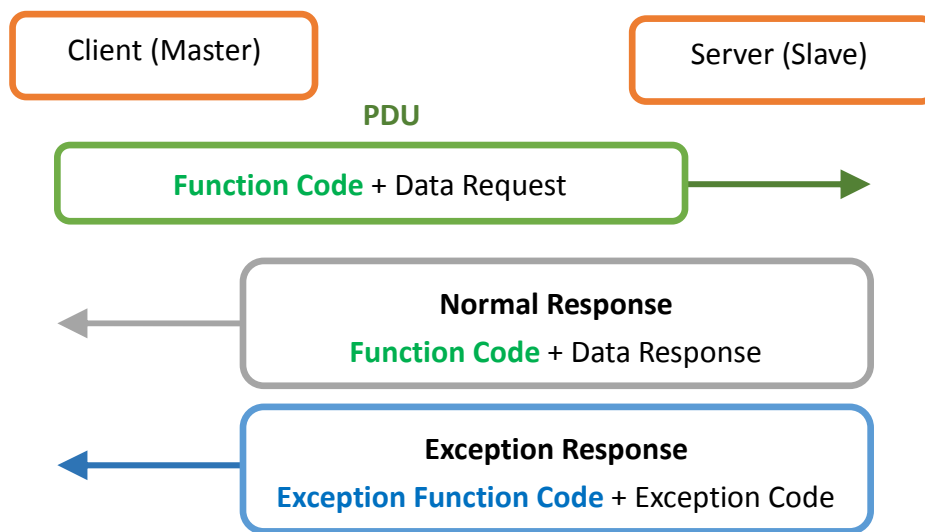 Client (Master)
Server (Slave)
PDU
Function Code + Data Request
Normal Response
Function Code + Data Response
Exception Response
Exception Function Code + Exception Code